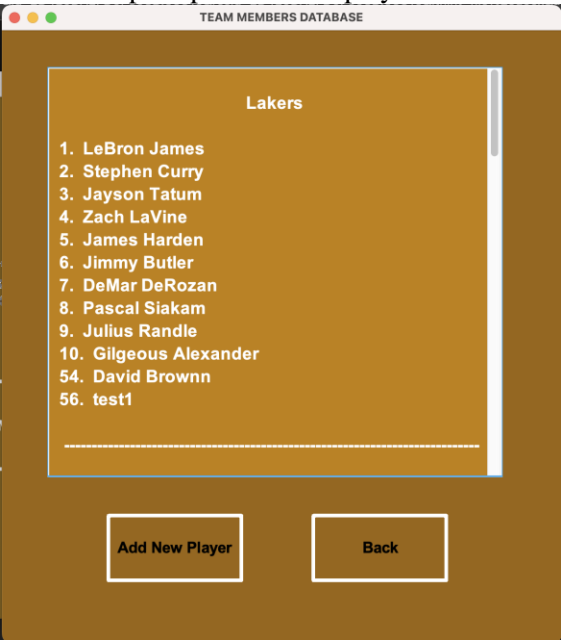 TEAM MEMBERS DATABASE
Lakers
1. LeBron James
2. Stephen Curry
3. Jayson Tatum
4. Zach LaVine
5. James Harden
6. Jimmy Butler
7. DeMar DeRozan
8. Pascal Siakam
9. Julius Randle
10. Gilgeous Alexander
54. David Brownn
56. test1
Add New Player
Back